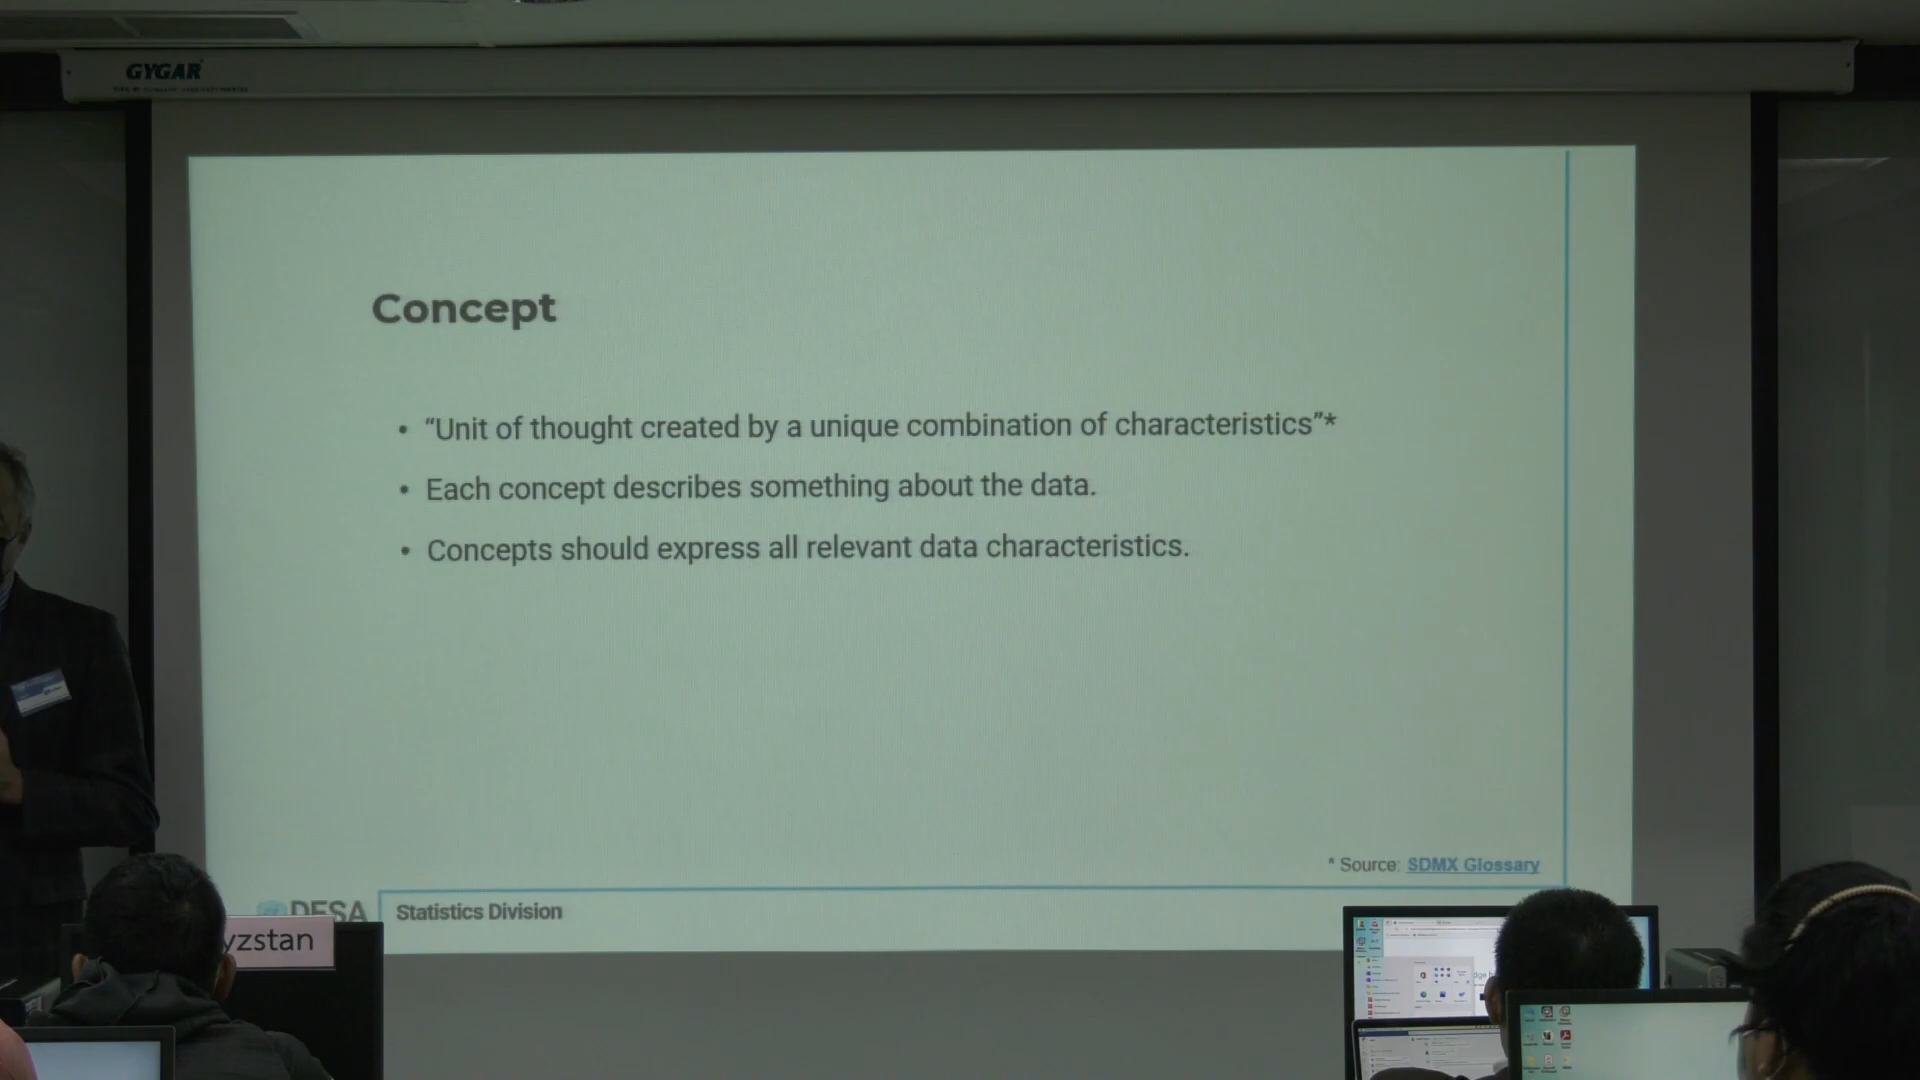 GYGAR
Concept
• “Unit of thought created by a unique combination of characteristics”*
• Each concept describes something about the data.
• Concepts should express all relevant data characteristics.
* Source: SDMX Glossary
DESA
Statistics Division
yzstan